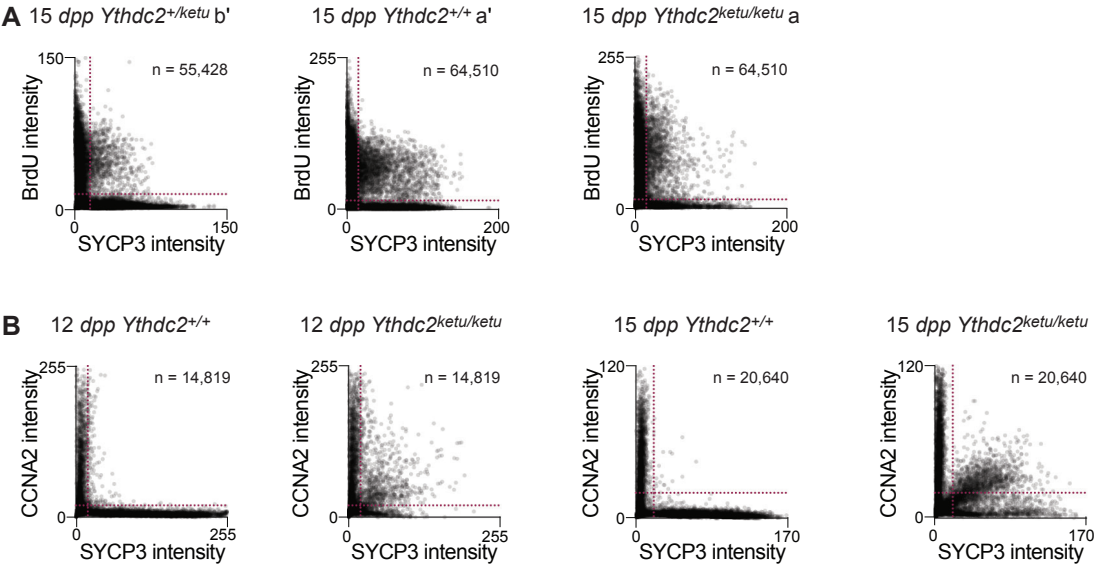 A 15 dpp Ythdc2+/ketu b' 15 dpp Ythdc2+/+ a' 15 dpp Ythdc2ketu/ketu a
150 n = 55,428 255 n = 64,510 255 n = 64,510
BrdU intensity BrdU intensity BrdU intensity
0 0 0
0 150 0 200 0 200
SYCP3 intensity SYCP3 intensity SYCP3 intensity
B 12 dpp Ythdc2+/+ 12 dpp Ythdc2ketu/ketu 15 dpp Ythdc2+/+ 15 dpp Ythdc2ketu/ketu
255 n = 14,819 255 n = 14,819 120 n = 20,640 120 n = 20,640
CCNA2 intensity CCNA2 intensity CCNA2 intensity CCNA2 intensity
0 0 0 0
0 255 0 255 0 170 0 170
SYCP3 intensity SYCP3 intensity SYCP3 intensity SYCP3 intensity